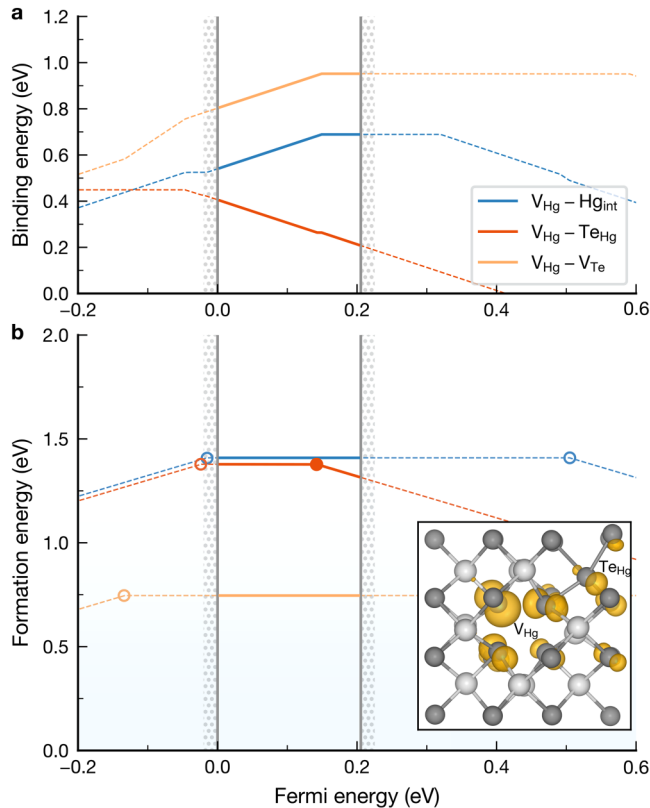 a
1.2
1.0
0.8
0.6
0.4
0.2
0.0
Binding energy (eV)
V_Hg – Hg_int
V_Hg – Te_Hg
V_Hg – V_Te
−0.2 0.0 0.2 0.4 0.6
b
2.0
1.5
1.0
0.5
0.0
Formation energy (eV)
Te_Hg
V_Hg
−0.2 0.0 0.2 0.4 0.6
Fermi energy (eV)